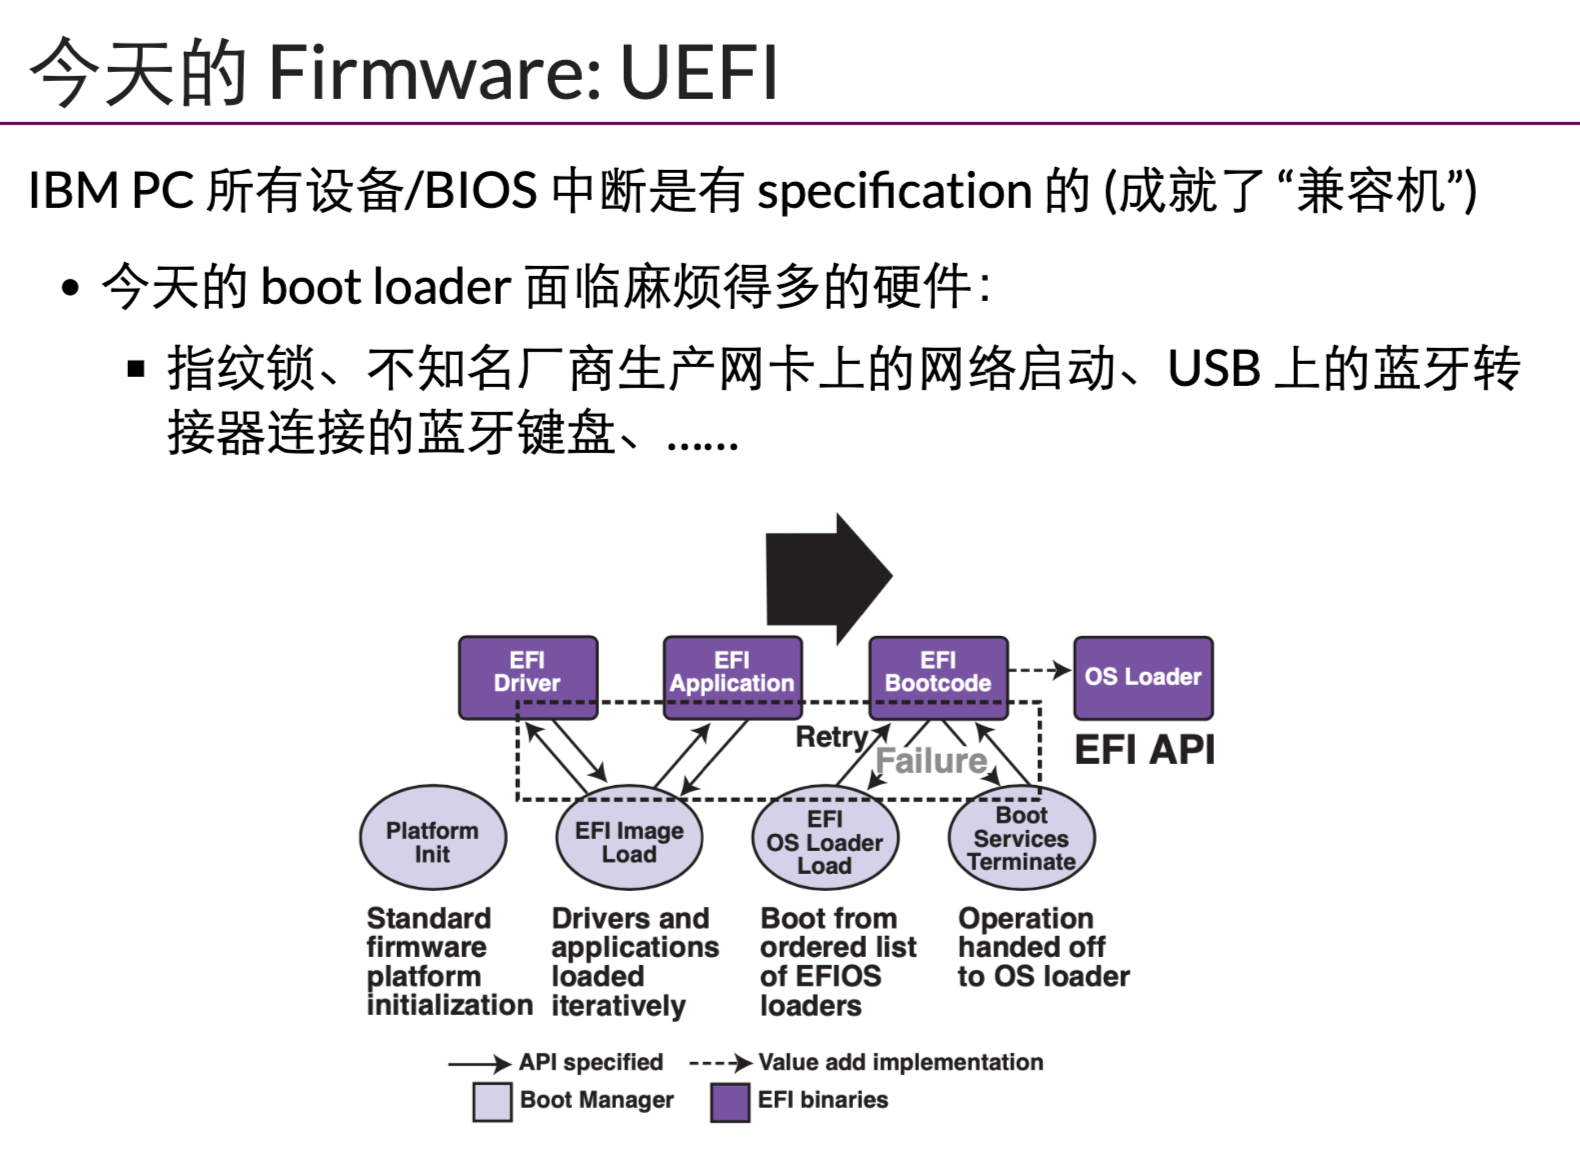 今天的 Firmware: UEFI
IBM PC 所有设备/BIOS 中断是有 specification 的 (成就了 “兼容机”)
• 今天的 boot loader 面临麻烦得多的硬件：
▪ 指纹锁、不知名厂商生产网卡上的网络启动、USB 上的蓝牙转
接器连接的蓝牙键盘、……
EFI
Driver
EFI
Application
EFI
Bootcode
OS Loader
Retry
Failure
EFI API
Platform
Init
EFI Image
Load
EFI
OS Loader
Load
Boot
Services
Terminate
Standard
firmware
platform
initialization
Drivers and
applications
loaded
iteratively
Boot from
ordered list
of EFIOS
loaders
Operation
handed off
to OS loader
API specified
Value add implementation
Boot Manager
EFI binaries